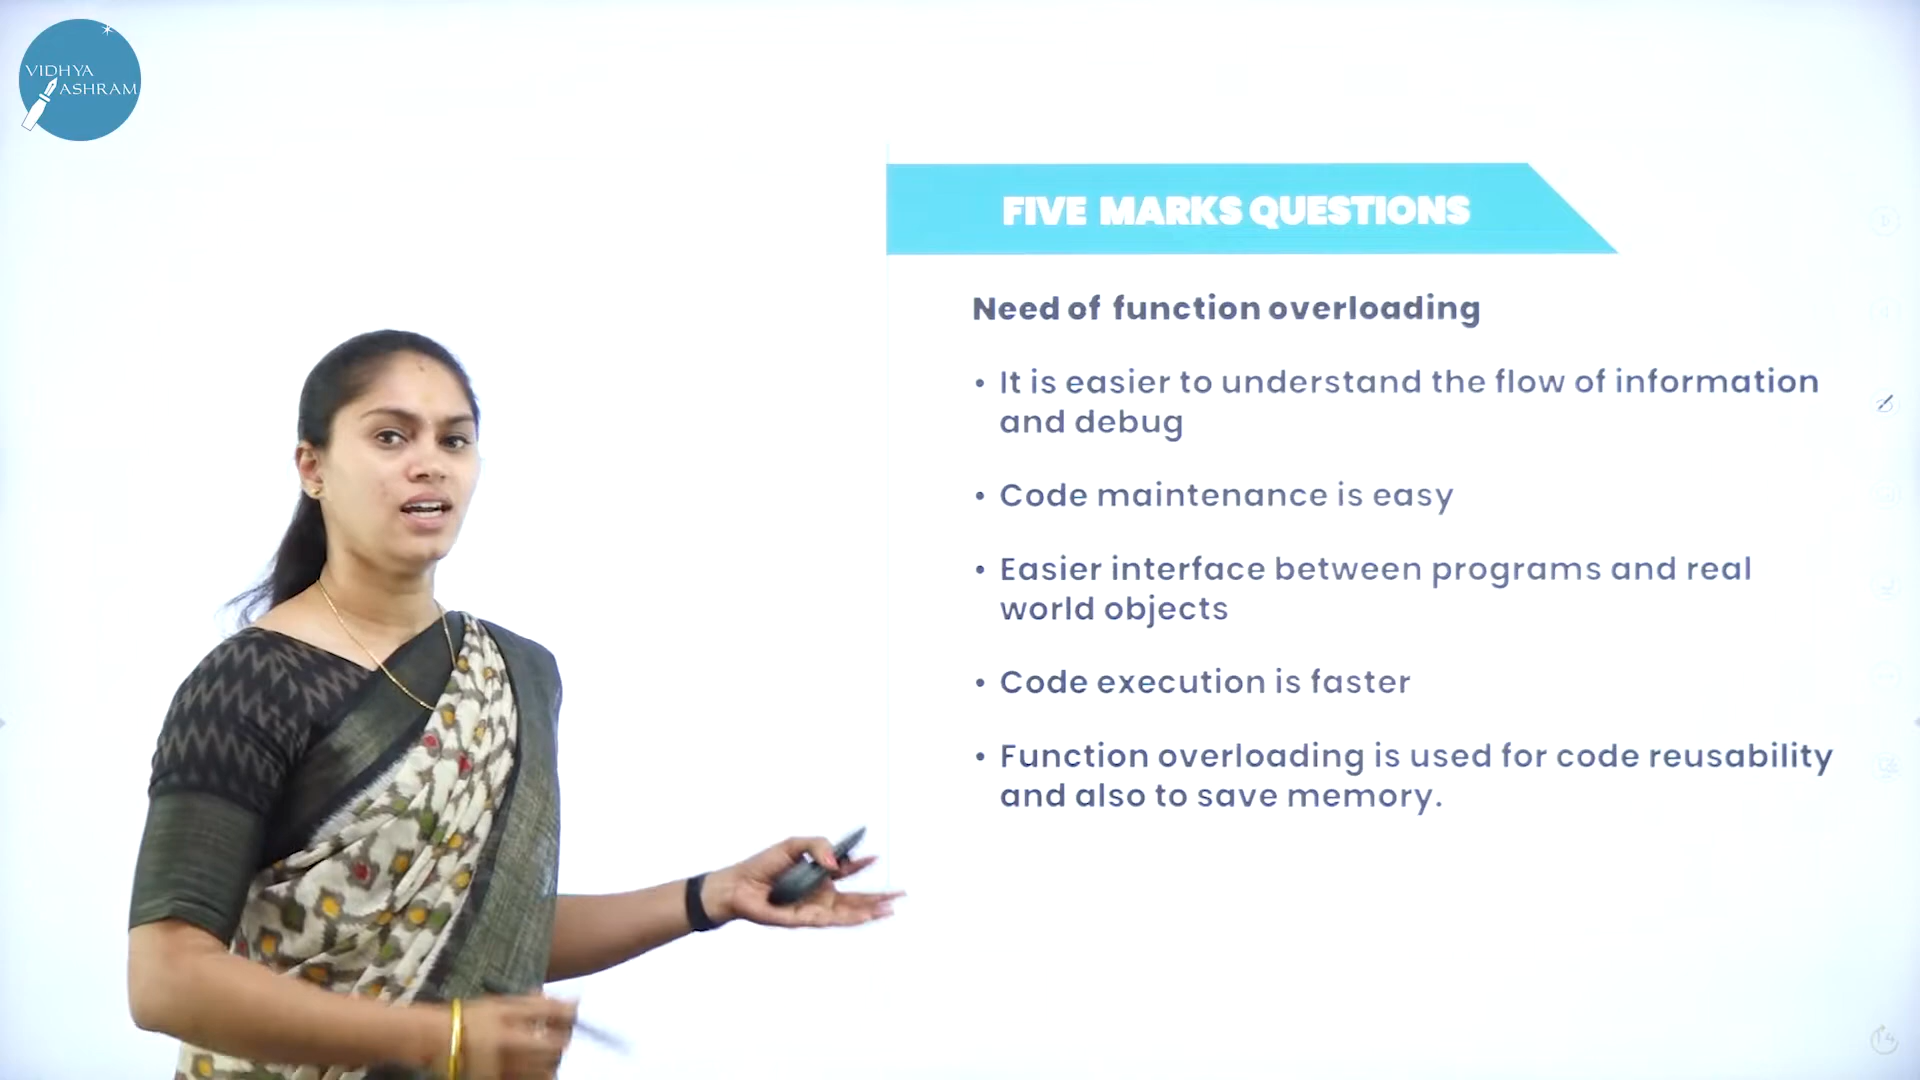 VIDHYA
ASHRAM
FIVE MARKS QUESTIONS
Need of function overloading
• It is easier to understand the flow of information
and debug
• Code maintenance is easy
• Easier interface between programs and real
world objects
• Code execution is faster
• Function overloading is used for code reusability
and also to save memory.